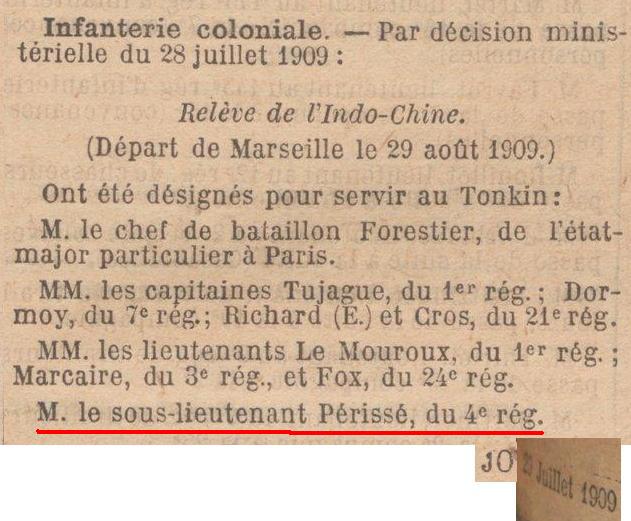 Infanterie coloniale. — Par décision minis-
térielle du 28 juillet 1909 :
Relève de l'Indo-Chine.
(Départ de Marseille le 29 août 1909.)
Ont été désignés pour servir au Tonkin :
M. le chef de bataillon Forestier, de l'état-
major particulier à Paris.
MM. les capitaines Tujague, du 1er rég. ; Dor-
moy, du 7e rég.; Richard (E.) et Cros, du 21e rég.
MM. les lieutenants Le Mouroux, du 1er rég. ;
Marcaire, du 3e rég., et Fox, du 24e rég.
M. le sous-lieutenant Périssé, du 4e rég.
JO
Juillet 1909